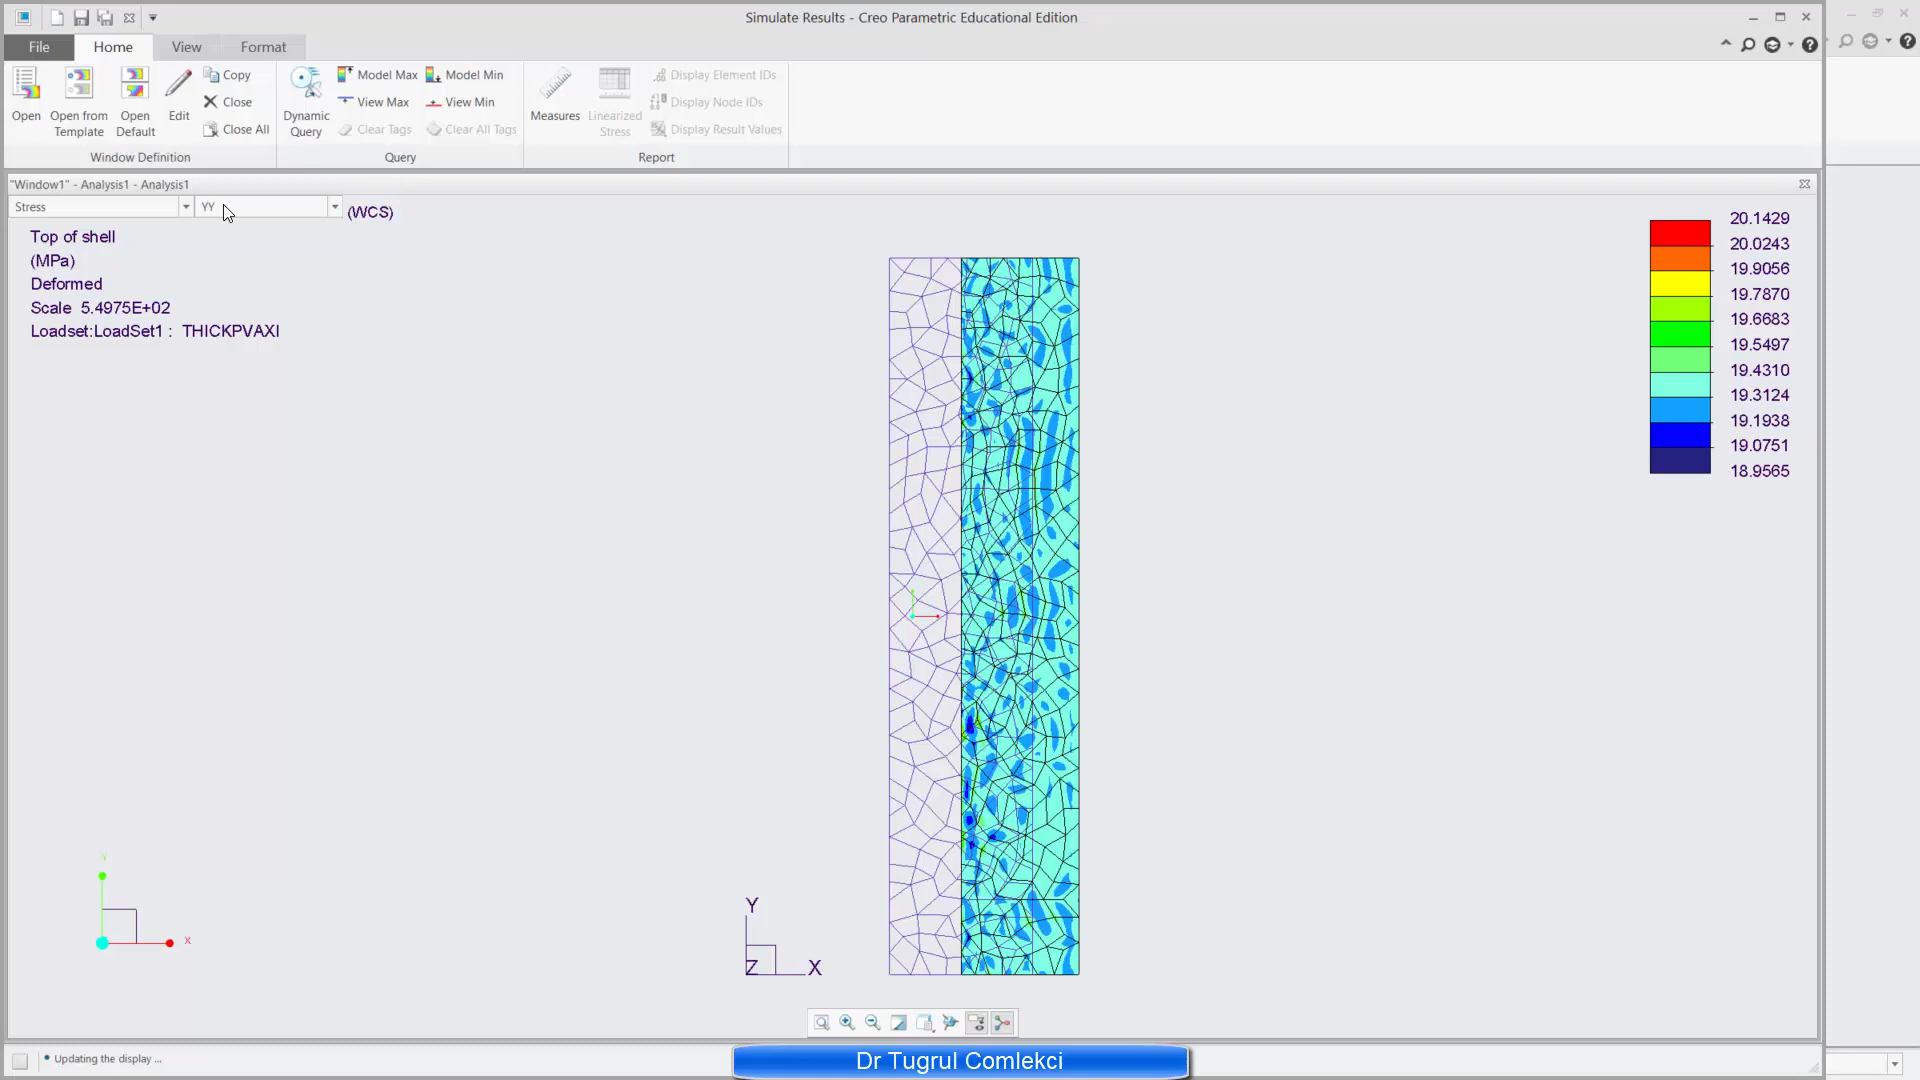 Simulate Results - Creo Parametric Educational Edition
File Home View Format
Open
Open from Template
Open Default
Edit
Copy
Close
Close All
Window Definition
Dynamic Query
Model Max
View Max
Clear Tags
Model Min
View Min
Clear All Tags
Query
Measures
Linearized Stress
Display Element IDs
Display Node IDs
Display Result Values
Report
"Window1" - Analysis1 - Analysis1
Stress YY (WCS)
Top of shell
(MPa)
Deformed
Scale 5.4975E+02
Loadset:LoadSet1 : THICKPVAXI
20.1429
20.0243
19.9056
19.7870
19.6683
19.5497
19.4310
19.3124
19.1938
19.0751
18.9565
Y
X
Y
Z X
Updating the display ...
Dr Tugrul Comlekci